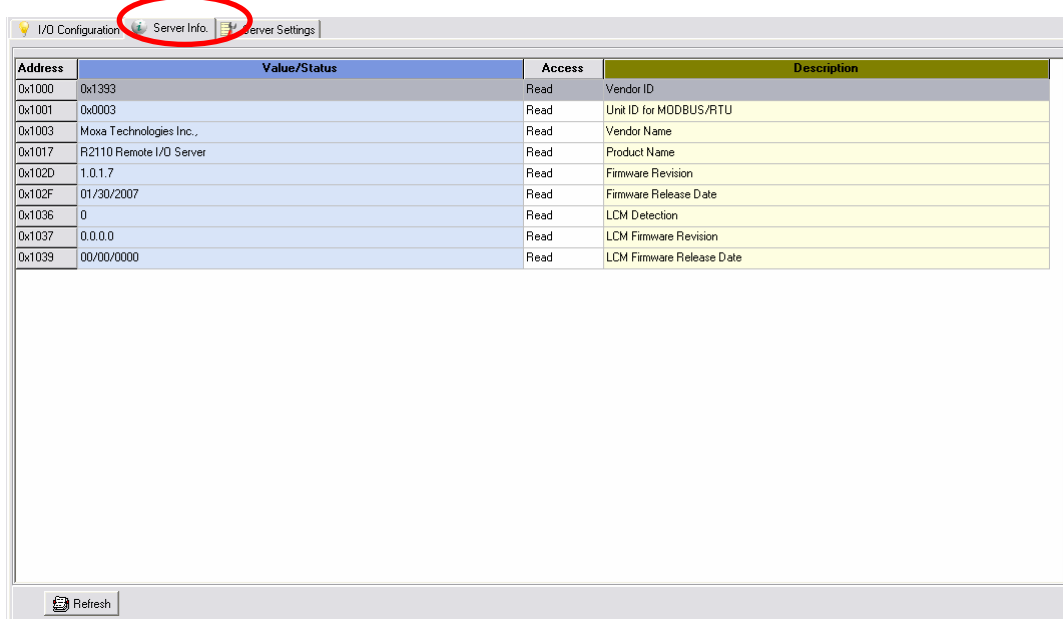 I/O Configuration Server Info. Server Settings
Address Value/Status Access Description
0x1000 0x1393 Read Vendor ID
0x1001 0x0003 Read Unit ID for MODBUS/RTU
0x1003 Moxa Technologies Inc., Read Vendor Name
0x1017 R2110 Remote I/O Server Read Product Name
0x102D 1.0.1.7 Read Firmware Revision
0x102F 01/30/2007 Read Firmware Release Date
0x1036 0 Read LCM Detection
0x1037 0.0.0.0 Read LCM Firmware Revision
0x1039 00/00/0000 Read LCM Firmware Release Date
Refresh